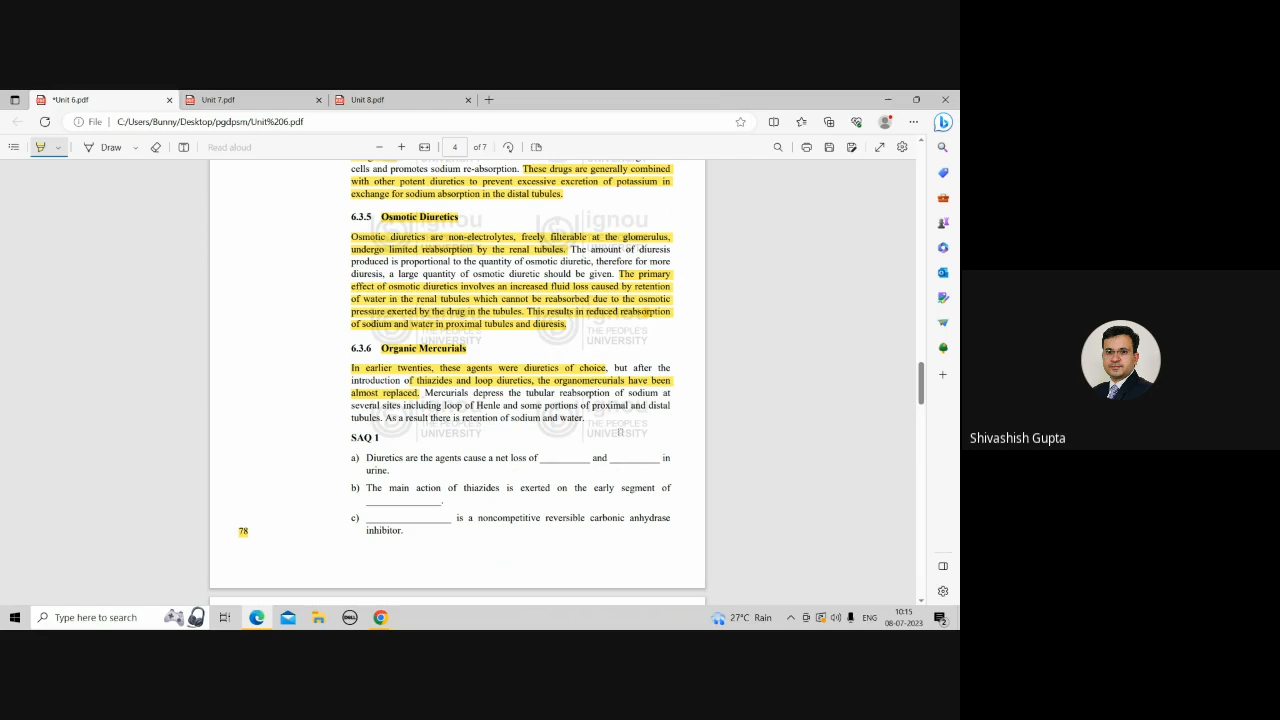 *Unit 6.pdf
Unit 7.pdf
Unit 8.pdf
File C:/Users/Bunny/Desktop/pgdpsm/Unit%206.pdf
Draw
Read aloud
4 of 7
cells and promotes sodium re-absorption. These drugs are generally combined
with other potent diuretics to prevent excessive excretion of potassium in
exchange for sodium absorption in the distal tubules.
6.3.5 Osmotic Diuretics
Osmotic diuretics are non-electrolytes, freely filterable at the glomerulus,
undergo limited reabsorption by the renal tubules. The amount of diuresis
produced is proportional to the quantity of osmotic diuretic, therefore for more
diuresis, a large quantity of osmotic diuretic should be given. The primary
effect of osmotic diuretics involves an increased fluid loss caused by retention
of water in the renal tubules which cannot be reabsorbed due to the osmotic
pressure exerted by the drug in the tubules. This results in reduced reabsorption
of sodium and water in proximal tubules and diuresis.
6.3.6 Organic Mercurials
In earlier twenties, these agents were diuretics of choice, but after the
introduction of thiazides and loop diuretics, the organomercurials have been
almost replaced. Mercurials depress the tubular reabsorption of sodium at
several sites including loop of Henle and some portions of proximal and distal
tubules. As a result there is retention of sodium and water.
SAQ 1
a) Diuretics are the agents cause a net loss of __________ and __________ in
urine.
b) The main action of thiazides is exerted on the early segment of
_______________.
c) _________________ is a noncompetitive reversible carbonic anhydrase
inhibitor.
78
ignou
THE PEOPLE'S
UNIVERSITY
ignou
THE PEOPLE'S
UNIVERSITY
Shivashish Gupta
Type here to search
DELL
27°C Rain
ENG
10:15
08-07-2023
2